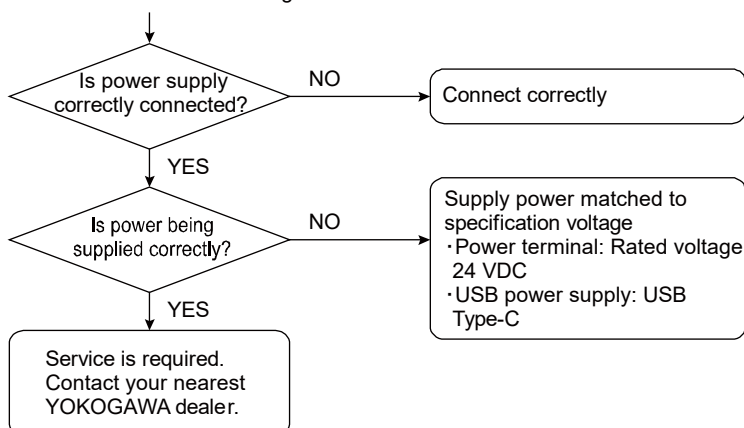 Is power supply
correctly connected?
NO
Connect correctly
YES
Is power being
supplied correctly?
NO
Supply power matched to
specification voltage
・Power terminal: Rated voltage
24 VDC
・USB power supply: USB
Type-C
YES
Service is required.
Contact your nearest
YOKOGAWA dealer.